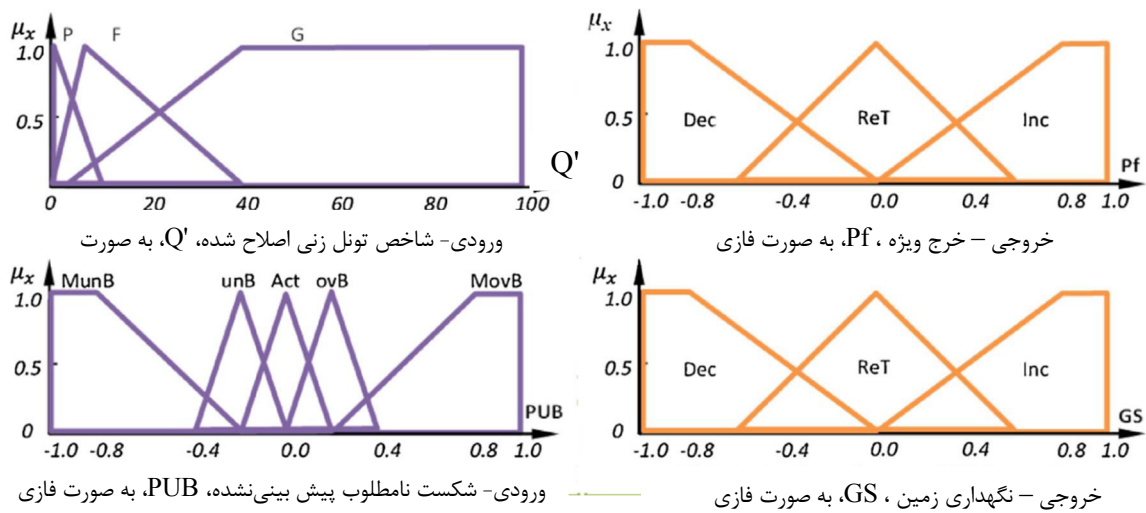 μx P F G
1.0
0.5
0 20 40 60 80 100
Q'
ورودی- شاخص تونل زنی اصلاح شده، Q'، به صورت
μx
1.0
0.5
0
Dec ReT Inc
Pf
-1.0 -0.8 -0.4 0.0 0.4 0.8 1.0
خروجی – خرج ویژه ، Pf، به صورت فازی
μx MunB unB Act ovB MovB
1.0
0.5
0
PUB
-1.0 -0.8 -0.4 0.0 0.4 0.8 1.0
ورودی- شکست نامطلوب پیش بینی‌نشده، PUB، به صورت فازی
μx
1.0
0.5
0
Dec ReT Inc
GS
-1.0 -0.8 -0.4 0.0 0.4 0.8 1.0
خروجی – نگهداری زمین ، GS، به صورت فازی